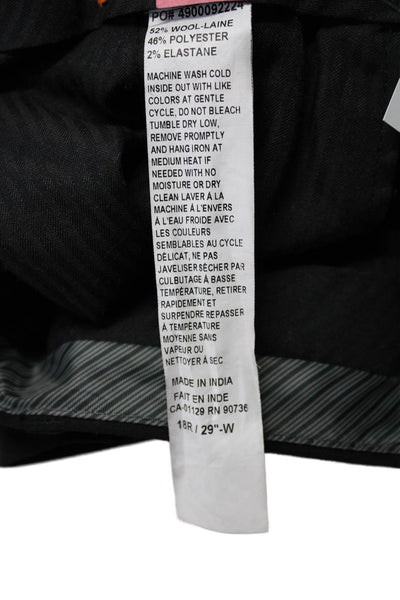 PO# 4900092224
52% WOOL-LAINE
46% POLYESTER
2% ELASTANE
MACHINE WASH COLD
INSIDE OUT WITH LIKE
COLORS AT GENTLE
CYCLE, DO NOT BLEACH
TUMBLE DRY LOW,
REMOVE PROMPTLY
AND HANG IRON AT
MEDIUM HEAT IF
NEEDED WITH NO
MOISTURE OR DRY
CLEAN LAVER À LA
MACHINE À L'ENVERS
À L'EAU FROIDE AVEC
LES COULEURS
SEMBLABLES AU CYCLE
DÉLICAT, NE PAS
JAVELISER SÉCHER PAR
CULBUTAGE À BASSE
TEMPÉRATURE, RETIRER
RAPIDEMENT ET
SUSPENDRE REPASSER
À TEMPÉRATURE
MOYENNE SANS
VAPEUR OU
NETTOYER À SEC
MADE IN INDIA
FAIT EN INDE
CA-01129 RN 90736
18R / 29"-W